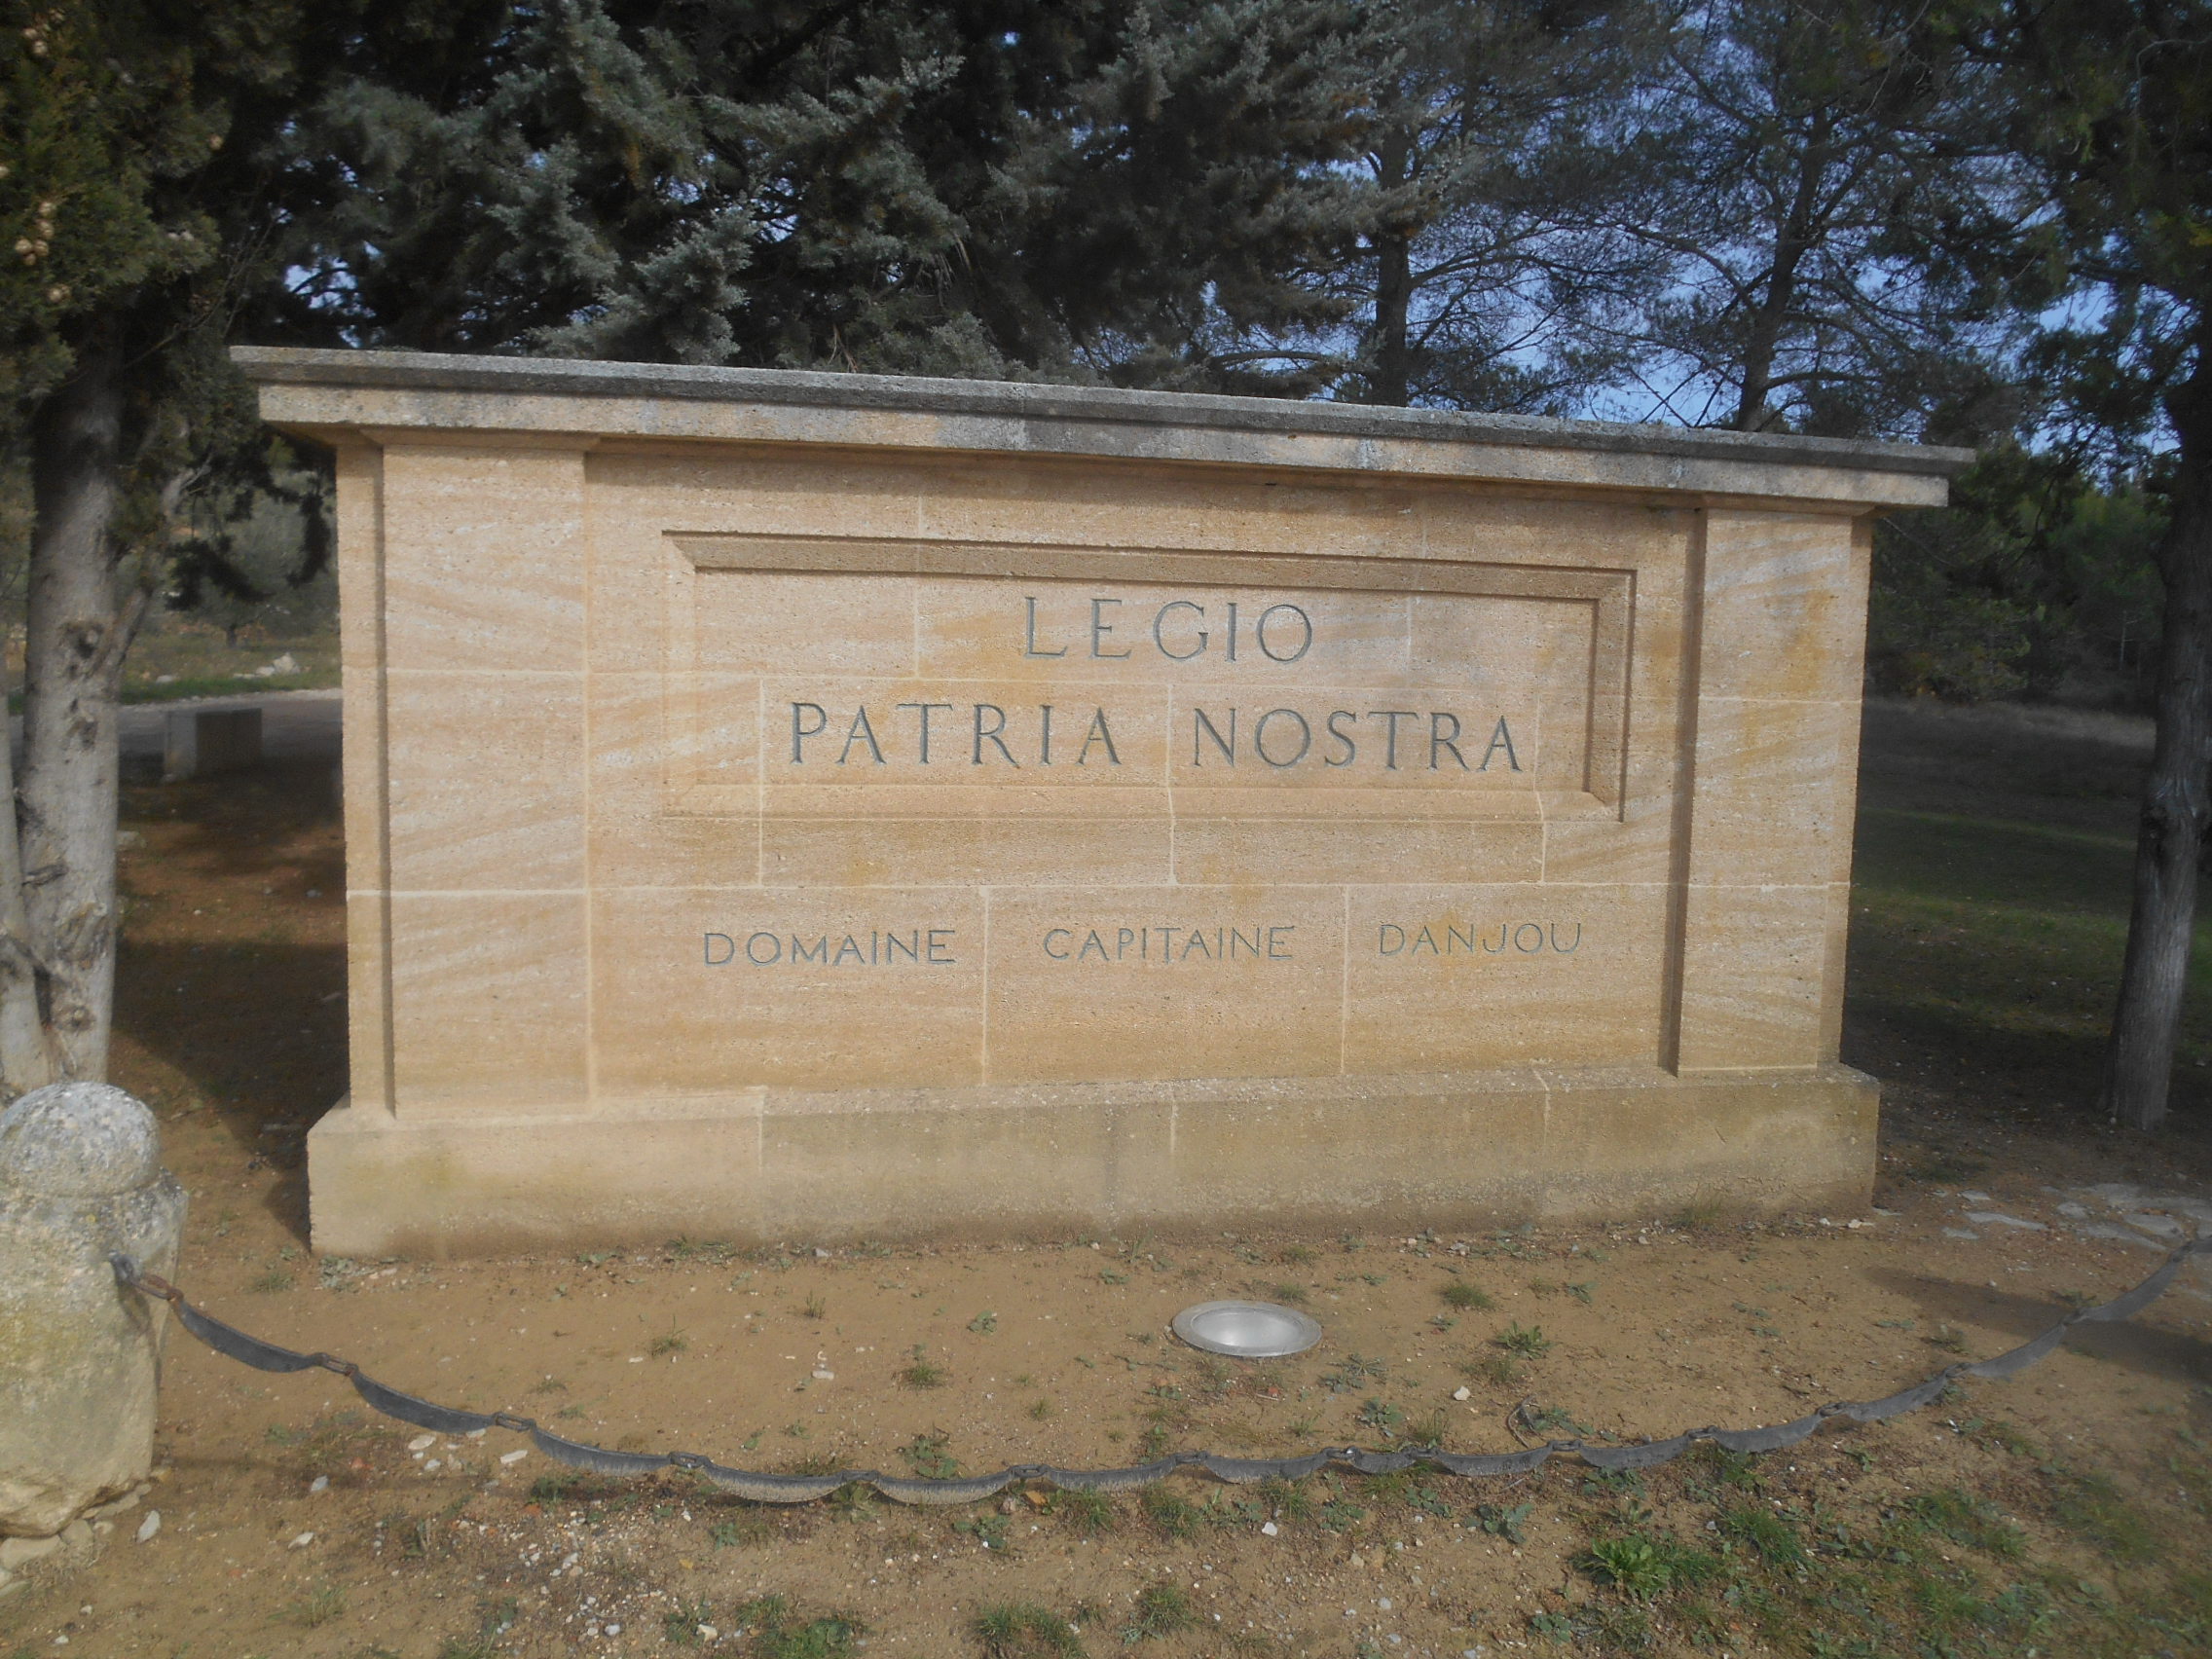 LEGIO
PATRIA NOSTRA
DOMAINE CAPITAINE DANJOU